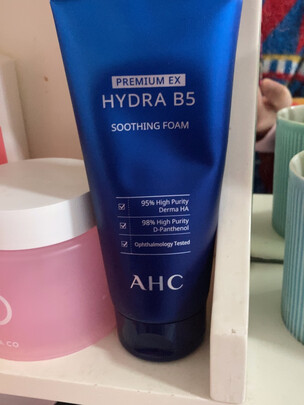 PREMIUM EX
HYDRA B5
SOOTHING FOAM
95% High Purity
Derma HA
98% High Purity
D-Panthenol
Ophthalmology Tested
AHC